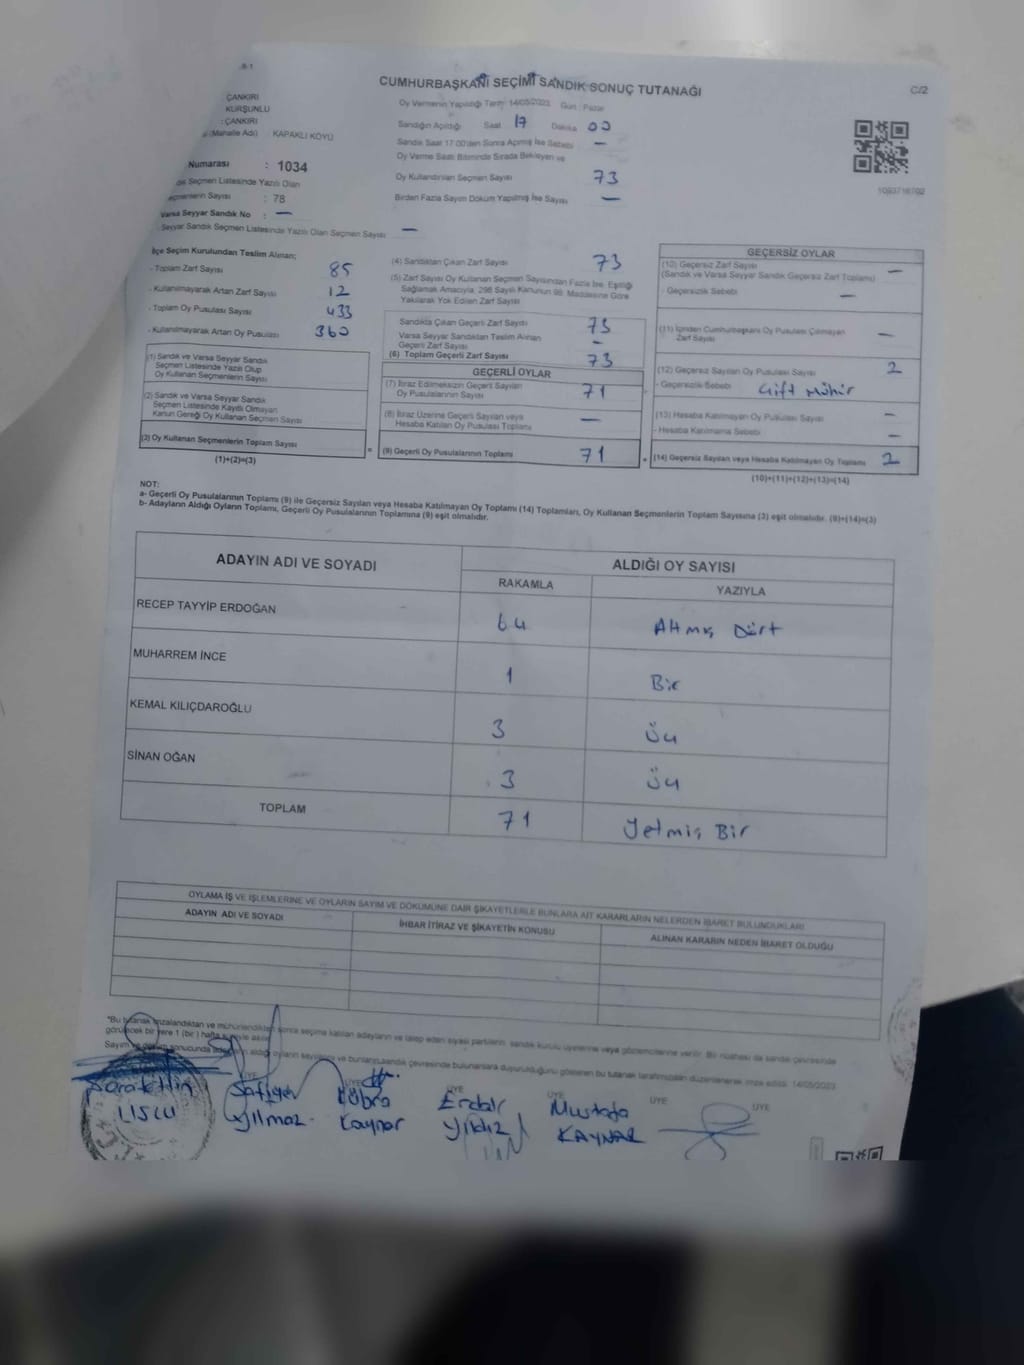 B-1
CUMHURBAŞKANI SEÇİMİ SANDIK SONUÇ TUTANAĞI
C/2
ÇANKIRI
KURŞUNLU
: ÇANKIRI
(Mahalle Adı) : KAPAKLI KÖYÜ
Oy Vermenin Yapıldığı Tarih: 14/05/2023 Gün: Pazar
Sandığın Açıldığı Saat 17 Dakika 00
Sandık Saat 17:00'den Sonra Açılmış İse Sebebi —
Oy Verme Saati Bitiminde Sırada Bekleyen ve
Oy Kullandırılan Seçmen Sayısı 73
Birden Fazla Sayım Döküm Yapılmış İse Sayısı —
Numarası : 1034
Seçmen Listesinde Yazılı Olan
Seçmenlerin Sayısı : 78
Varsa Seyyar Sandık No : —
Seyyar Sandık Seçmen Listesinde Yazılı Olan Seçmen Sayısı —
İlçe Seçim Kurulundan Teslim Alınan;
- Toplam Zarf Sayısı 85
- Kullanılmayarak Artan Zarf Sayısı 12
- Toplam Oy Pusulası Sayısı 433
- Kullanılmayarak Artan Oy Pusulası 360
(1) Sandık ve Varsa Seyyar Sandık
Seçmen Listesinde Yazılı Olup
Oy Kullanan Seçmenlerin Sayısı
(2) Sandık ve Varsa Seyyar Sandık
Seçmen Listesinde Kaydı Olmayan
Kanun Gereği Oy Kullanan Seçmen Sayısı
(3) Oy Kullanan Seçmenlerin Toplam Sayısı
(1)+(2)=(3)
(4) Sandıktan Çıkan Zarf Sayısı 73
(5) Zarf Sayısı Oy Kullanan Seçmen Sayısından Fazla İse, Eşitliği
Sağlamak Amacıyla, 298 Sayılı Kanunun 98. Maddesine Göre
Yakılarak Yok Edilen Zarf Sayısı
Sandıkta Çıkan Geçerli Zarf Sayısı 73
Varsa Seyyar Sandıktan Teslim Alınan
Geçerli Zarf Sayısı —
(6) Toplam Geçerli Zarf Sayısı 73
GEÇERLİ OYLAR
(7) İtiraz Edilmeksizin Geçerli Sayılan
Oy Pusulasının Sayısı 71
(8) İtiraz Üzerine Geçerli Sayılan veya
Hesaba Katılan Oy Pusulası Toplamı —
(9) Geçerli Oy Pusulalarının Toplamı 71
GEÇERSİZ OYLAR
(10) Geçersiz Zarf Sayısı —
(Sandık ve Varsa Seyyar Sandık Geçersiz Zarf Toplamı)
- Geçersizlik Sebebi —
(11) İçinden Cumhurbaşkanı Oy Pusulası Çıkmayan
Zarf Sayısı —
(12) Geçersiz Sayılan Oy Pusulası Sayısı 2
- Geçersizlik Sebebi Çift Mühür
(13) Hesaba Katılmayan Oy Pusulası Sayısı —
- Hesaba Katılmama Sebebi —
(14) Geçersiz Sayılan veya Hesaba Katılmayan Oy Toplamı 2
(10)+(11)+(12)+(13)=(14)
NOT:
a- Geçerli Oy Pusulalarının Toplamı (9) ile Geçersiz Sayılan veya Hesaba Katılmayan Oy Toplamı (14) Toplamları, Oy Kullanan Seçmenlerin Toplam Sayısına (3) eşit olmalıdır. (9)+(14)=(3)
b- Adayların Aldığı Oyların Toplamı, Geçerli Oy Pusulalarının Toplamına (9) eşit olmalıdır.
ADAYIN ADI VE SOYADI ALDIĞI OY SAYISI
RAKAMLA YAZIYLA
RECEP TAYYİP ERDOĞAN 64 Altmış Dört
MUHARREM İNCE 1 Bir
KEMAL KILIÇDAROĞLU 3 Üç
SİNAN OĞAN 3 Üç
TOPLAM 71 Yetmiş Bir
OYLAMA İŞ VE İŞLEMLERİNE VE OYLARIN SAYIM VE DÖKÜMÜNE DAİR ŞİKAYETLERLE BUNLARA AİT KARARLARIN NELERDEN İBARET BULUNDUKLARI
ADAYIN ADI VE SOYADI İHBAR İTİRAZ VE ŞİKAYETİN KONUSU ALINAN KARARIN NEDEN İBARET OLDUĞU
*Bu tutanak imzalandıktan ve mühürlendikten sonra seçime katılan adayların ve talep eden siyasi partilerin, sandık kurulu üyelerine veya gözlemcilerine verilir. Bir nüshası da sandık çevresinde
görülecek bir yere 1 (bir) hafta süreyle asılır.
Sayım ve döküm sonucunda adayların aldığı oyların sayılarını ve bunların sandık çevresinde bulunanlara duyurulduğunu gösteren bu tutanak tarafımızdan düzenlenerek imza edildi. 14/05/2023
ÜYE ÜYE ÜYE ÜYE ÜYE ÜYE
Safiye Kübra Erdal Mustafa
Yılmaz Kaynar Yıldız KAYNAR